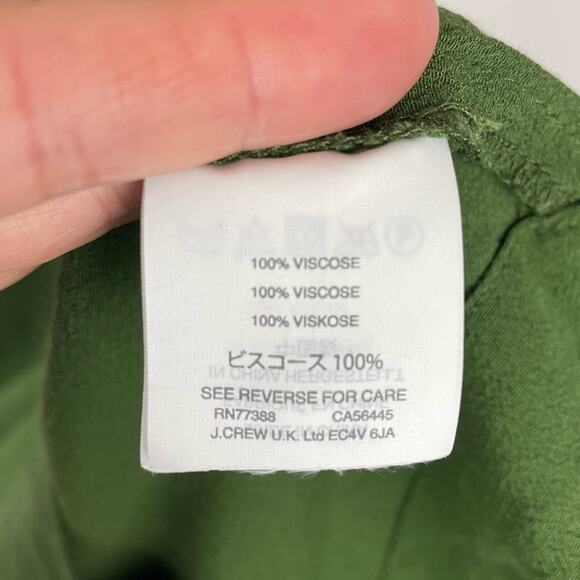 100% VISCOSE
100% VISCOSE
100% VISKOSE
ビスコース 100%
SEE REVERSE FOR CARE
RN77388 CA56445
J.CREW U.K. Ltd EC4V 6JA